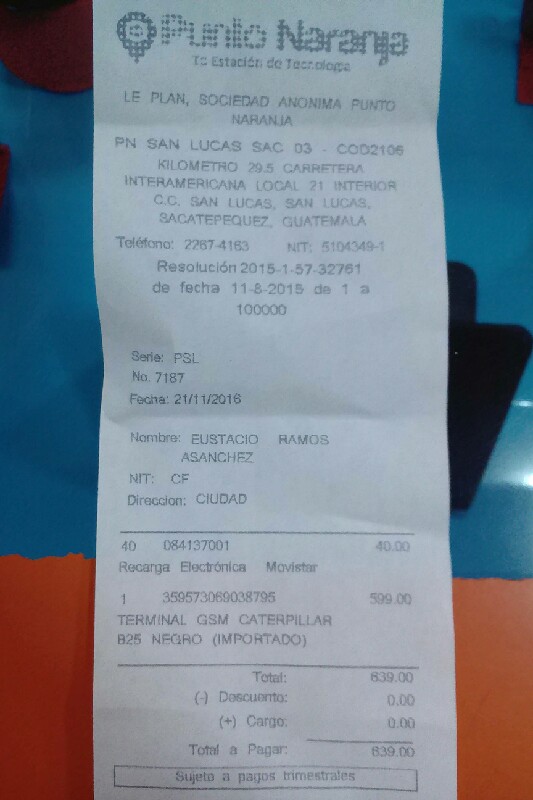 Punto Naranja
Tu Estación de Tecnología
LE PLAN, SOCIEDAD ANONIMA PUNTO
NARANJA
PN SAN LUCAS SAC 03 - COD2106
KILOMETRO 29.5 CARRETERA
INTERAMERICANA LOCAL 21 INTERIOR
C.C. SAN LUCAS, SAN LUCAS,
SACATEPEQUEZ, GUATEMALA
Teléfono: 2267-4163 NIT: 5104349-1
Resolución 2015-1-57-32761
de fecha 11-8-2015 de 1 a
100000
Serie: PSL
No. 7187
Fecha: 21/11/2016
Nombre: EUSTACIO RAMOS
ASANCHEZ
NIT: CF
Direccion: CIUDAD
40 084137001 40.00
Recarga Electrónica Movistar
1 359573069038795 599.00
TERMINAL GSM CATERPILLAR
B25 NEGRO (IMPORTADO)
Total: 639.00
(-) Descuento: 0.00
(+) Cargo: 0.00
Total a Pagar: 639.00
Sujeto a pagos trimestrales